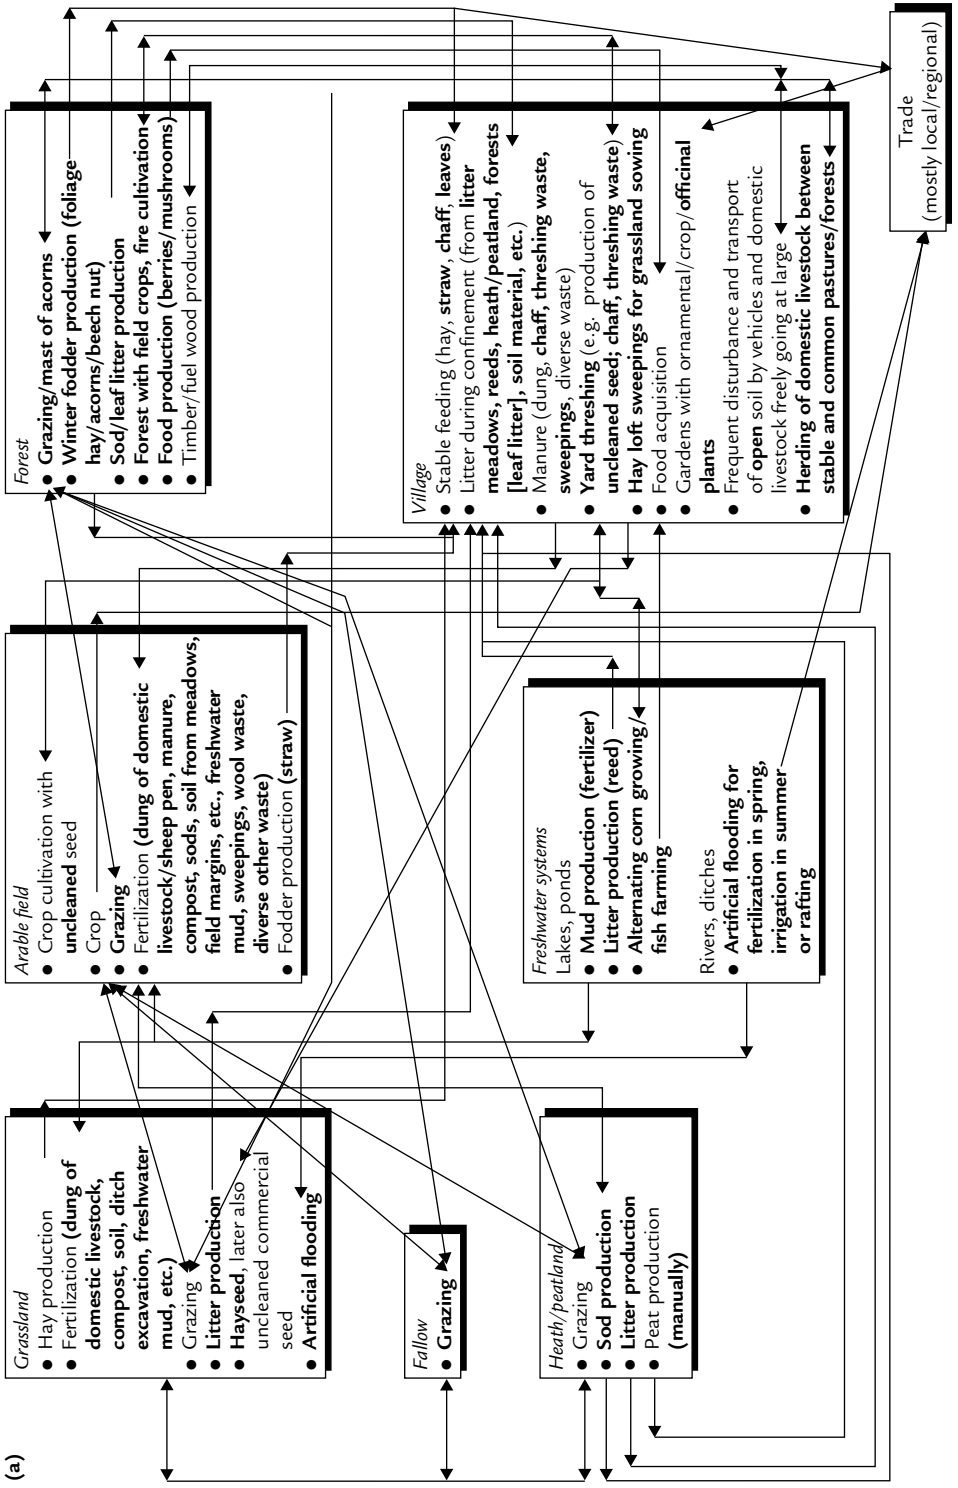 (a)
Grassland
● Hay production
● Fertilization (dung of
domestic livestock,
compost, soil, ditch
excavation, freshwater
mud, etc.)
● Grazing
● Litter production
● Hayseed, later also
uncleaned commercial
seed
● Artificial flooding
Fallow
● Grazing
Heath/peatland
● Grazing
● Sod production
● Litter production
● Peat production
(manually)
Arable field
● Crop cultivation with
uncleaned seed
● Crop
● Grazing
● Fertilization (dung of domestic
livestock/sheep pen, manure,
compost, sods, soil from meadows,
field margins, etc., freshwater
mud, sweepings, wool waste,
diverse other waste)
● Fodder production (straw)
Freshwater systems
Lakes, ponds
● Mud production (fertilizer)
● Litter production (reed)
● Alternating corn growing/
fish farming
Rivers, ditches
● Artificial flooding for
fertilization in spring,
irrigation in summer
or rafting
Forest
● Grazing/mast of acorns
● Winter fodder production (foliage
hay/acorns/beech nut)
● Sod/leaf litter production
● Forest with field crops, fire cultivation
● Food production (berries/mushrooms)
● Timber/fuel wood production
Village
● Stable feeding (hay, straw, chaff, leaves)
● Litter during confinement (from litter
meadows, reeds, heath/peatland, forests
[leaf litter], soil material, etc.)
● Manure (dung, chaff, threshing waste,
sweepings, diverse waste)
● Yard threshing (e.g. production of
uncleaned seed; chaff, threshing waste)
● Hay loft sweepings for grassland sowing
● Food acquisition
● Gardens with ornamental/crop/officinal
plants
● Frequent disturbance and transport
of open soil by vehicles and domestic
livestock freely going at large
● Herding of domestic livestock between
stable and common pastures/forests
Trade
(mostly local/regional)